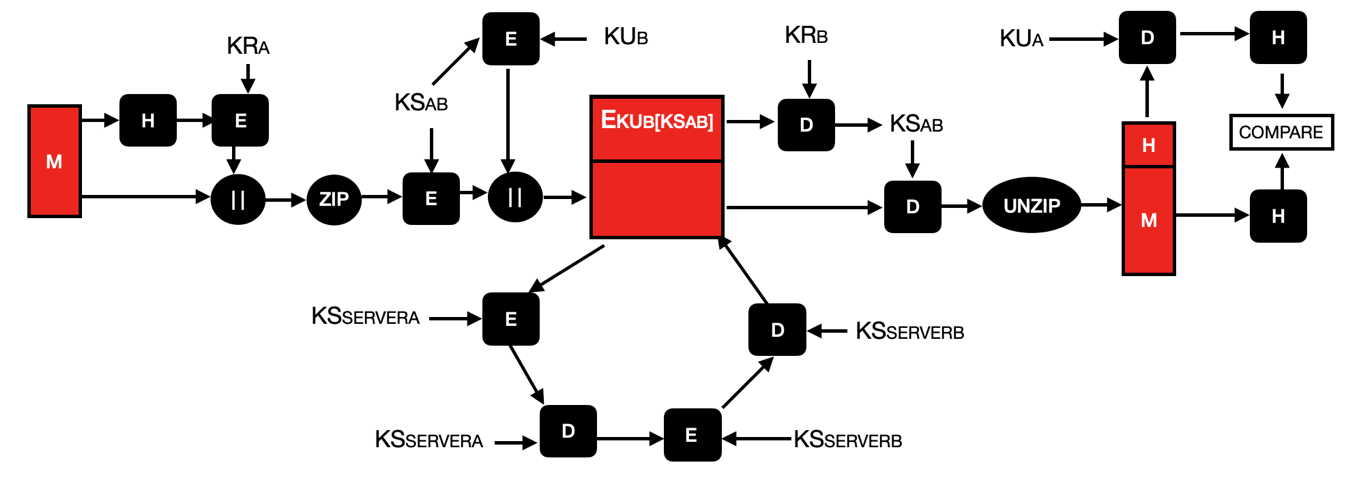 M
H
KRA
E
||
ZIP
KSAB
E
E
KUB
||
EKUB[KSAB]
KRB
D
KSAB
D
UNZIP
H
M
KUA
D
H
COMPARE
H
KSSERVERA
E
D
KSSERVERB
KSSERVERA
D
E
KSSERVERB